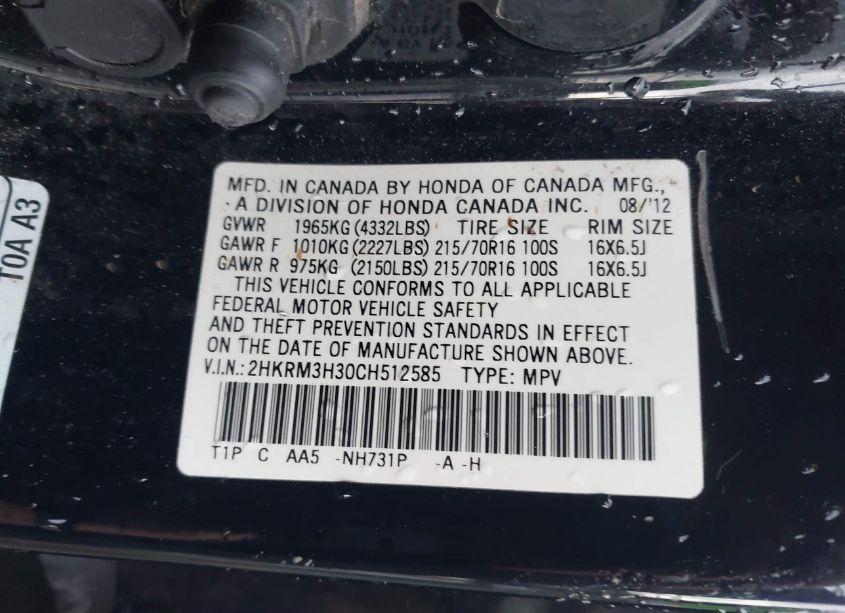 MFD. IN CANADA BY HONDA OF CANADA MFG.,
A DIVISION OF HONDA CANADA INC. 08/'12
GVWR 1965KG (4332LBS) TIRE SIZE RIM SIZE
GAWR F 1010KG (2227LBS) 215/70R16 100S 16X6.5J
GAWR R 975KG (2150LBS) 215/70R16 100S 16X6.5J
THIS VEHICLE CONFORMS TO ALL APPLICABLE
FEDERAL MOTOR VEHICLE SAFETY
AND THEFT PREVENTION STANDARDS IN EFFECT
ON THE DATE OF MANUFACTURE SHOWN ABOVE.
V.I.N.: 2HKRM3H30CH512585 TYPE: MPV
T1P C AA5 -NH731P -A -H
T0A A3